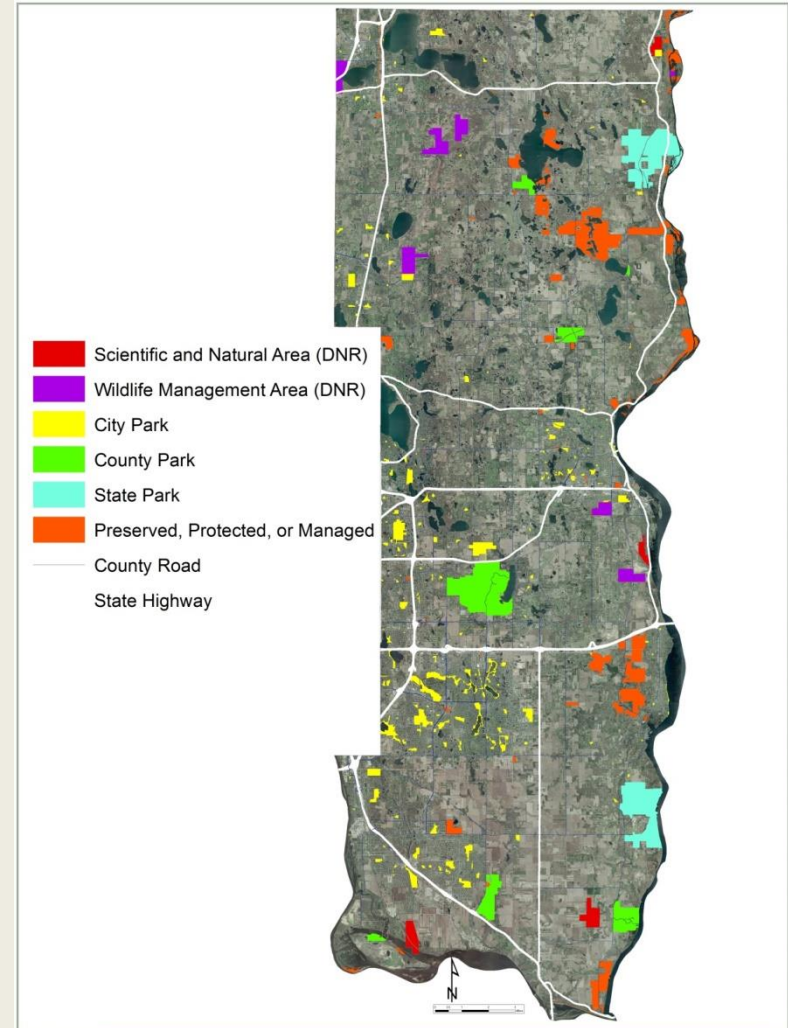 Scientific and Natural Area (DNR)
Wildlife Management Area (DNR)
City Park
County Park
State Park
Preserved, Protected, or Managed
County Road
State Highway
N